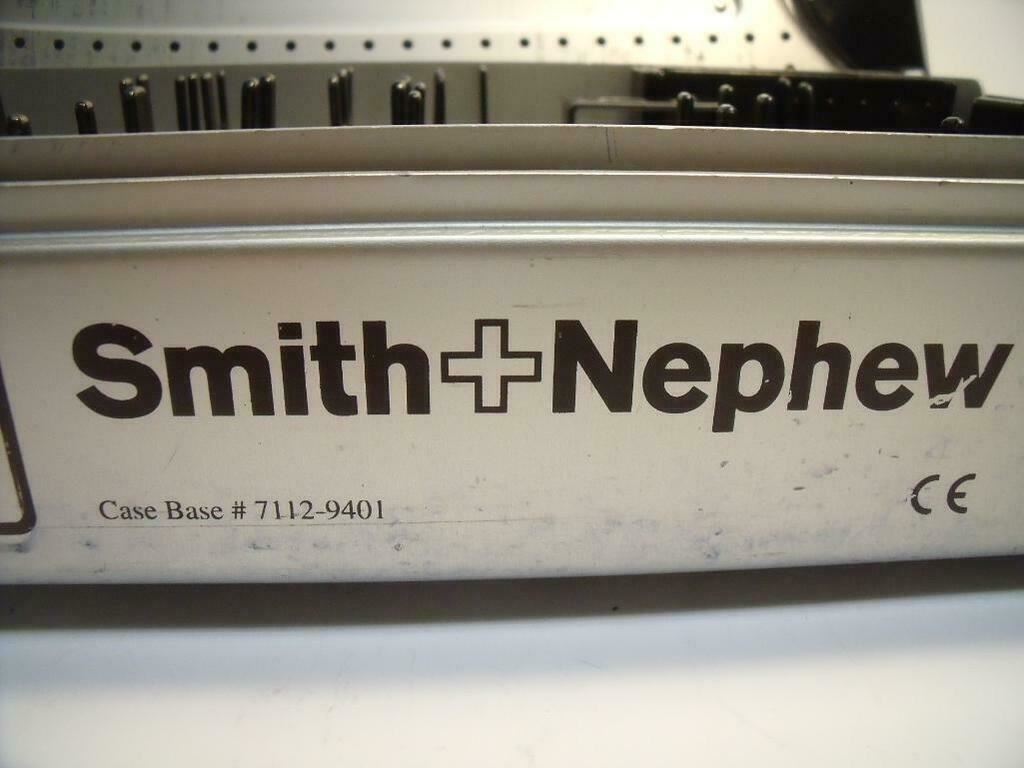 Smith+Nephew
Case Base # 7112-9401
CE